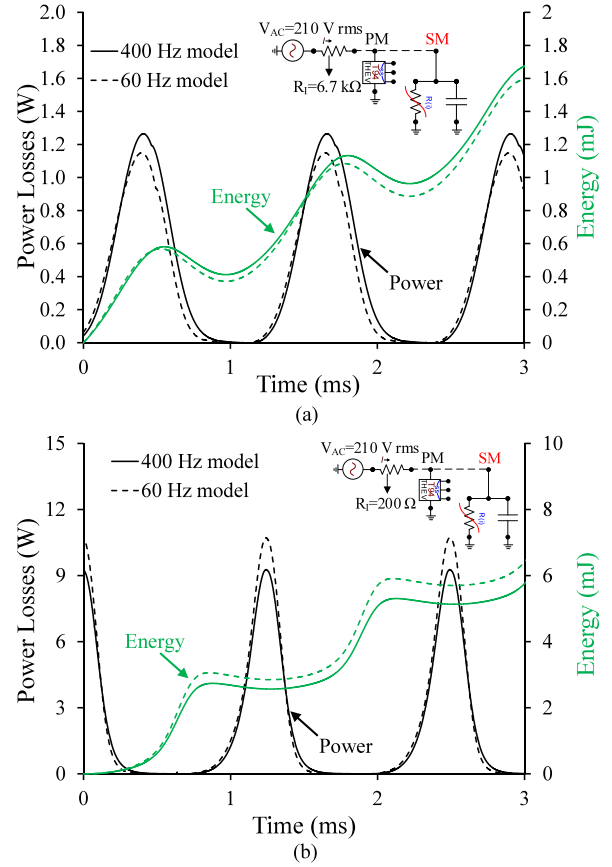 2.0
1.8
1.6
1.4
1.2
1.0
0.8
0.6
0.4
0.2
0.0
Power Losses (W)
400 Hz model
60 Hz model
V_AC=210 V rms
I
PM
SM
T94
THEV
R_I=6.7 kΩ
R(i)
Energy
Power
2
1.8
1.6
1.4
1.2
1
0.8
0.6
0.4
0.2
0
Energy (mJ)
0
1
2
3
Time (ms)
(a)
15
12
9
6
3
0
Power Losses (W)
400 Hz model
60 Hz model
V_AC=210 V rms
I
PM
SM
T94
THEV
R_I=200 Ω
R(i)
Energy
Power
10
8
6
4
2
0
Energy (mJ)
0
1
2
3
Time (ms)
(b)